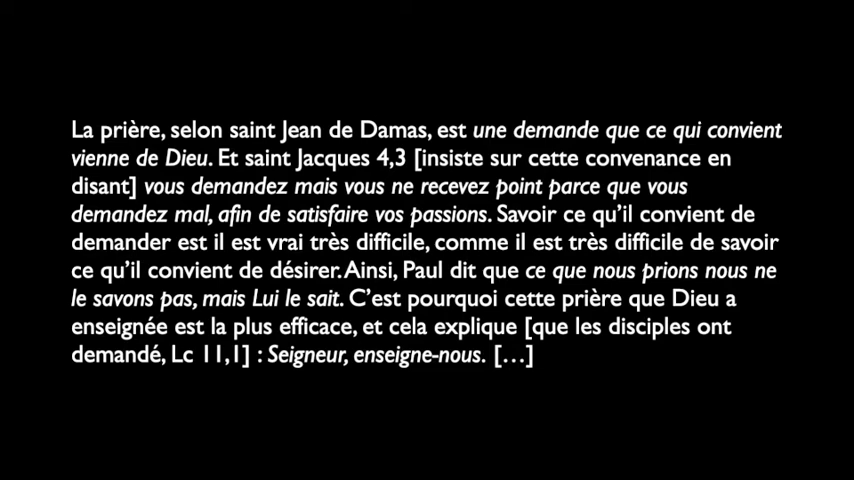 La prière, selon saint Jean de Damas, est une demande que ce qui convient
vienne de Dieu. Et saint Jacques 4,3 [insiste sur cette convenance en
disant] vous demandez mais vous ne recevez point parce que vous
demandez mal, afin de satisfaire vos passions. Savoir ce qu’il convient de
demander est il est vrai très difficile, comme il est très difficile de savoir
ce qu’il convient de désirer. Ainsi, Paul dit que ce que nous prions nous ne
le savons pas, mais Lui le sait. C’est pourquoi cette prière que Dieu a
enseignée est la plus efficace, et cela explique [que les disciples ont
demandé, Lc 11,1] : Seigneur, enseigne-nous. […]